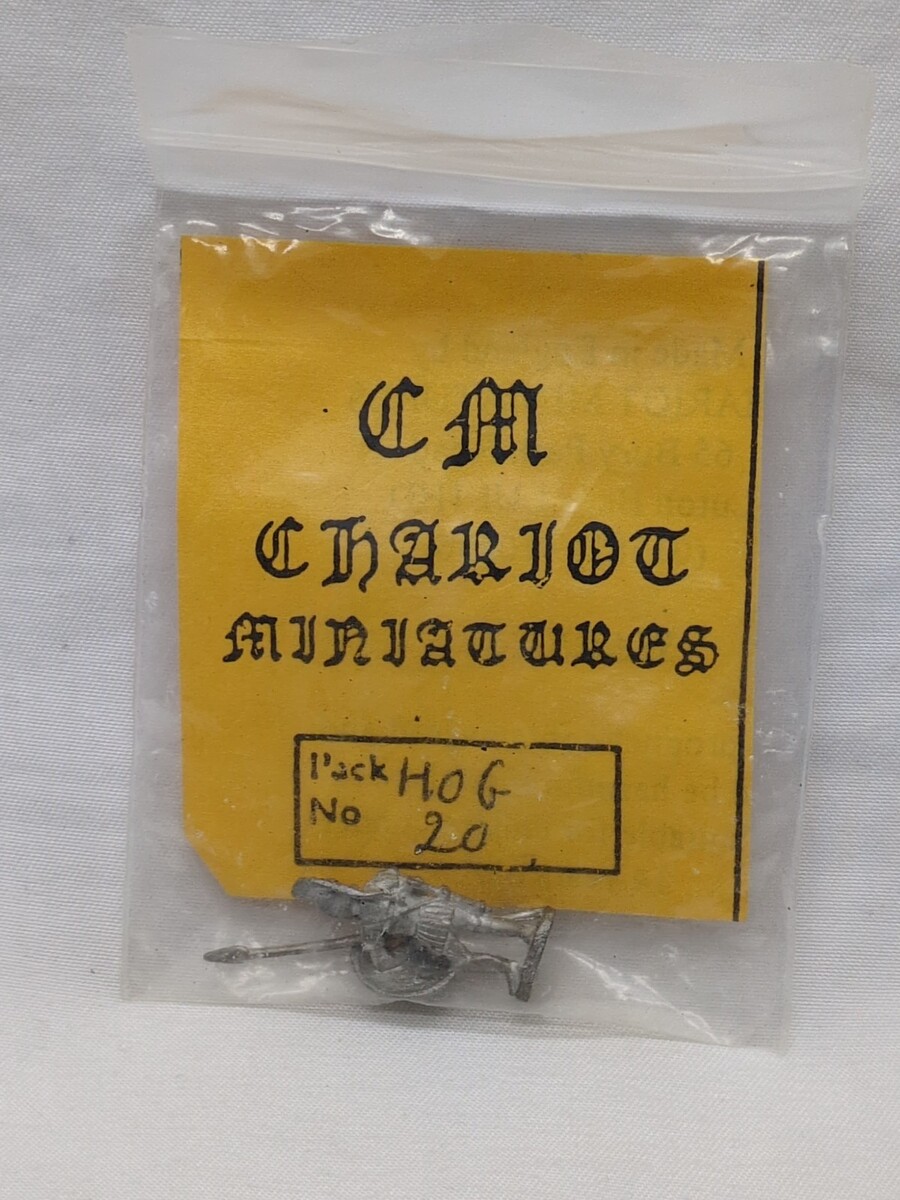 CM
CHARIOT
MINIATURES
Pack HOG
No 20